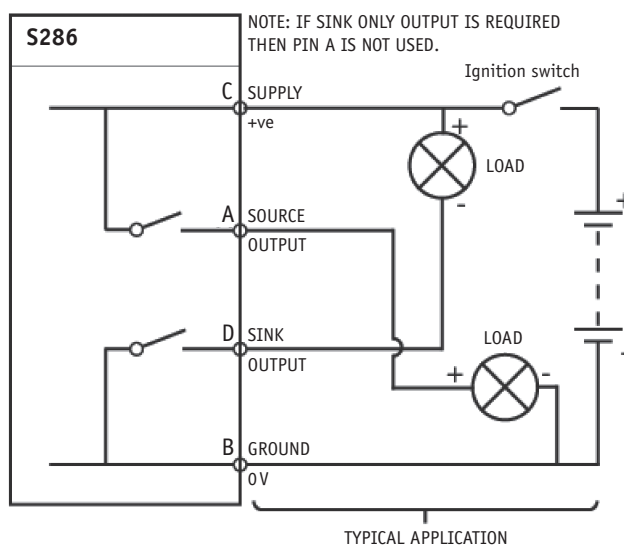 S286
NOTE: IF SINK ONLY OUTPUT IS REQUIRED
THEN PIN A IS NOT USED.
Ignition switch
C SUPPLY
+ve
+
LOAD
-
A SOURCE
OUTPUT
+
D SINK
OUTPUT
LOAD
+ -
-
B GROUND
0V
TYPICAL APPLICATION